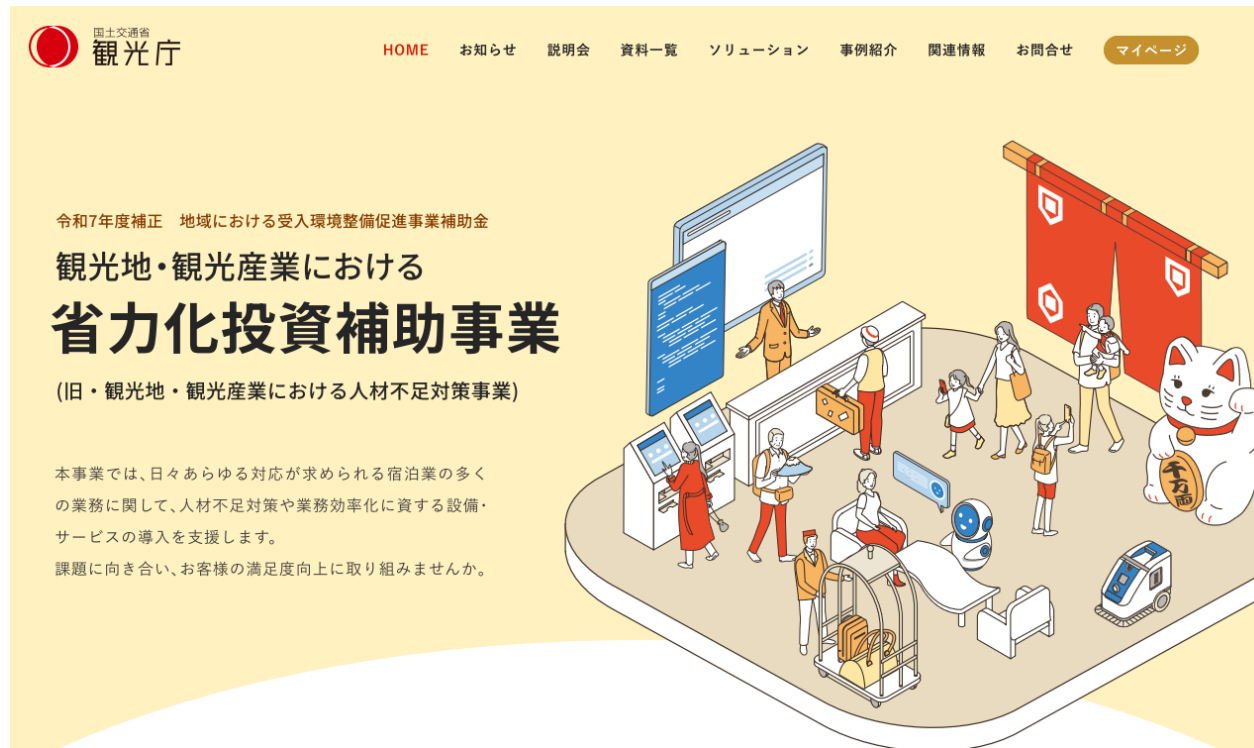 国土交通省
観光庁
HOME お知らせ 説明会 資料一覧 ソリューション 事例紹介 関連情報 お問合せ マイページ
令和7年度補正　地域における受入環境整備促進事業補助金
観光地・観光産業における
省力化投資補助事業
(旧・観光地・観光産業における人材不足対策事業)
本事業では、日々あらゆる対応が求められる宿泊業の多く
の業務に関して、人材不足対策や業務効率化に資する設備・
サービスの導入を支援します。
課題に向き合い、お客様の満足度向上に取り組みませんか。
千万両